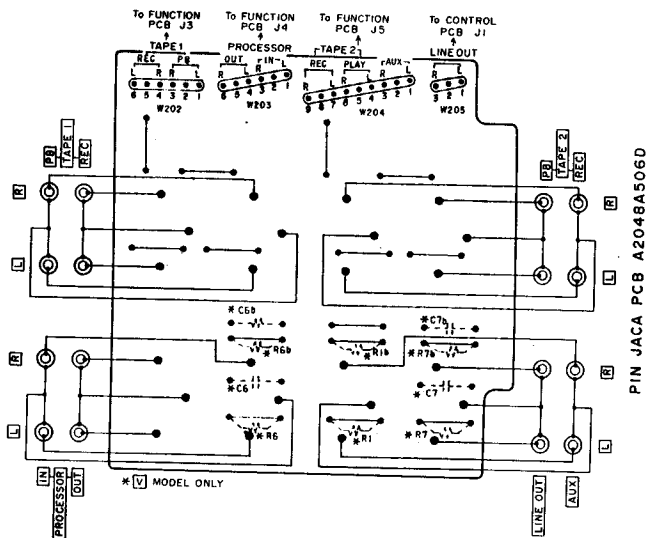 To FUNCTION PCB J3
To FUNCTION PCB J4
To FUNCTION PCB J5
To CONTROL PCB J1
TAPE 1
PROCESSOR
TAPE 2
LINE OUT
REC PB
OUT IN
REC PLAY AUX
L R R L
L R R L
R L R L R L
R L
6 5 4 3 2 1
6 5 4 3 2 1
9 8 7 6 5 4 3 2 1
3 2 1
W202
W203
W204
W205
PB TAPE 1 REC
PB TAPE 2 REC
R
R
L
L
*C6b
*C7b
*R6b
*R1b
*R7b
R
R
*C6
*C7
L
L
*R6
*R1
*R7
IN PROCESSOR OUT
* V MODEL ONLY
LINE OUT
AUX
PIN JACA PCB A2048A506D